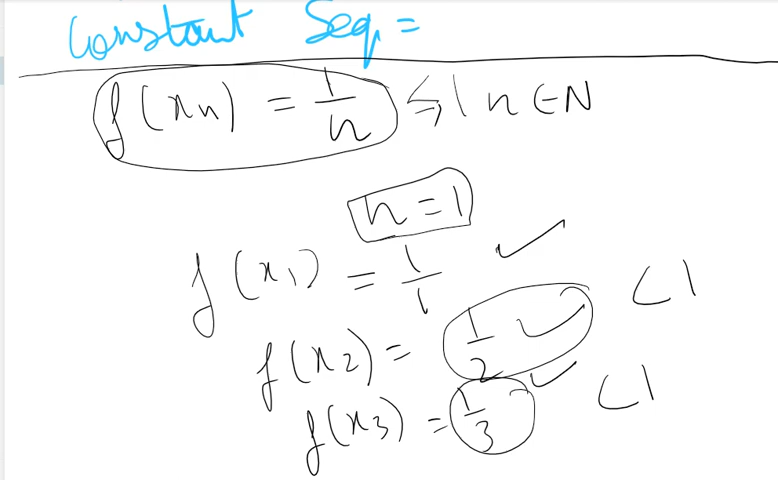 Constant Seq =
f(xn) = 1/n ≤ 1 n ∈ N
n = 1
f(x1) = 1/1 ✓
f(x2) = 1/2 ✓ < 1
f(x3) = 1/3 ✓ < 1